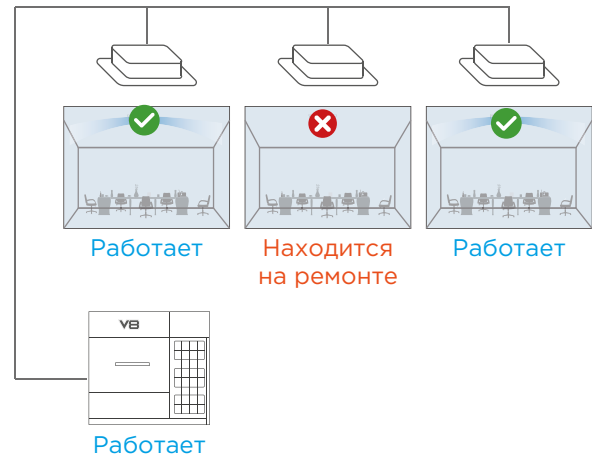 Работает
Находится
на ремонте
Работает
V8
Работает